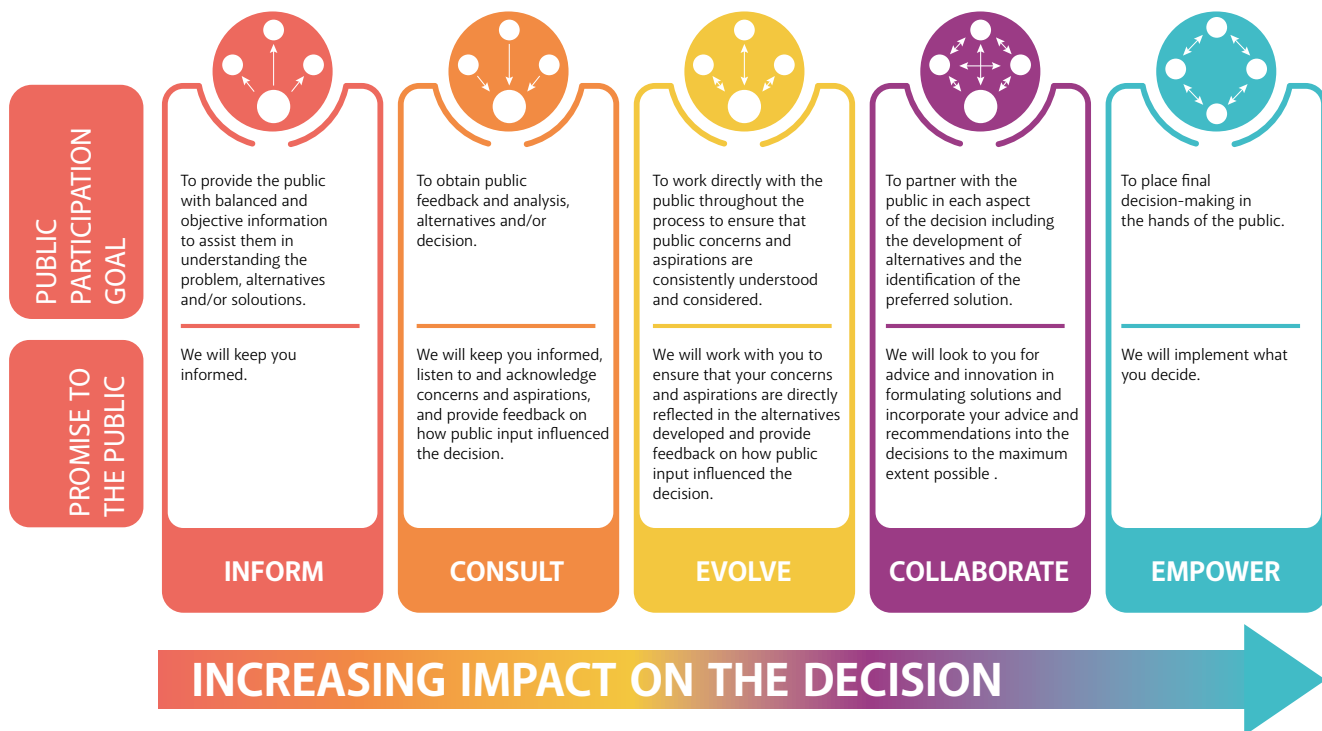 PUBLIC
PARTICIPATION
GOAL
To provide the public
with balanced and
objective information
to assist them in
understanding the
problem, alternatives
and/or soloutions.
To obtain public
feedback and analysis,
alternatives and/or
decision.
To work directly with the
public throughout the
process to ensure that
public concerns and
aspirations are
consistently understood
and considered.
To partner with the
public in each aspect
of the decision including
the development of
alternatives and the
identification of the
preferred solution.
To place final
decision-making in
the hands of the public.
PROMISE TO
THE PUBLIC
We will keep you
informed.
We will keep you informed,
listen to and acknowledge
concerns and aspirations,
and provide feedback on
how public input influenced
the decision.
We will work with you to
ensure that your concerns
and aspirations are directly
reflected in the alternatives
developed and provide
feedback on how public
input influenced the
decision.
We will look to you for
advice and innovation in
formulating solutions and
incorporate your advice and
recommendations into the
decisions to the maximum
extent possible .
We will implement what
you decide.
INFORM
CONSULT
EVOLVE
COLLABORATE
EMPOWER
INCREASING IMPACT ON THE DECISION